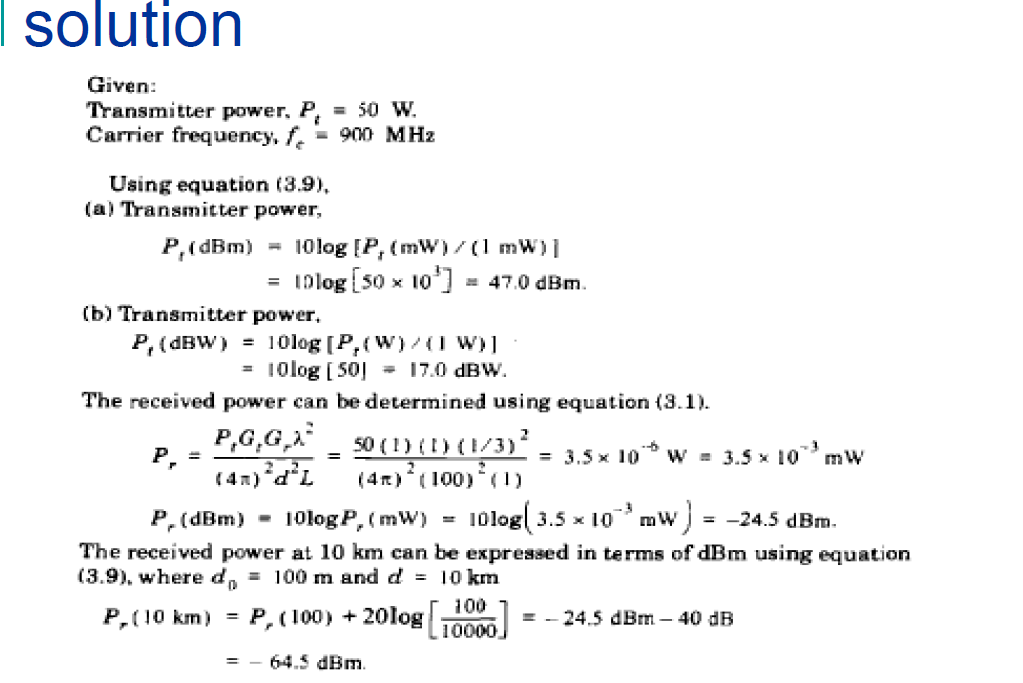 solution
Given:
Transmitter power, P_t = 50 W.
Carrier frequency, f_c = 900 MHz
Using equation (3.9),
(a) Transmitter power,
P_t(dBm) = 10log [P_t(mW)/(1 mW)]
= 10log[50 × 10^3] = 47.0 dBm.
(b) Transmitter power,
P_t(dBW) = 10log [P_t(W)/(1 W)]
= 10log [50] = 17.0 dBW.
The received power can be determined using equation (3.1).
P_r = P_t G_t G_r λ^2 / (4π)^2 d^2 L = 50 (1) (1) (1/3)^2 / (4π)^2 (100)^2 (1) = 3.5 × 10^-6 W = 3.5 × 10^-3 mW
P_r(dBm) = 10logP_r(mW) = 10log(3.5 × 10^-3 mW) = −24.5 dBm.
The received power at 10 km can be expressed in terms of dBm using equation
(3.9), where d_0 = 100 m and d = 10 km
P_r(10 km) = P_r(100) + 20log[100 / 10000] = − 24.5 dBm − 40 dB
= − 64.5 dBm.